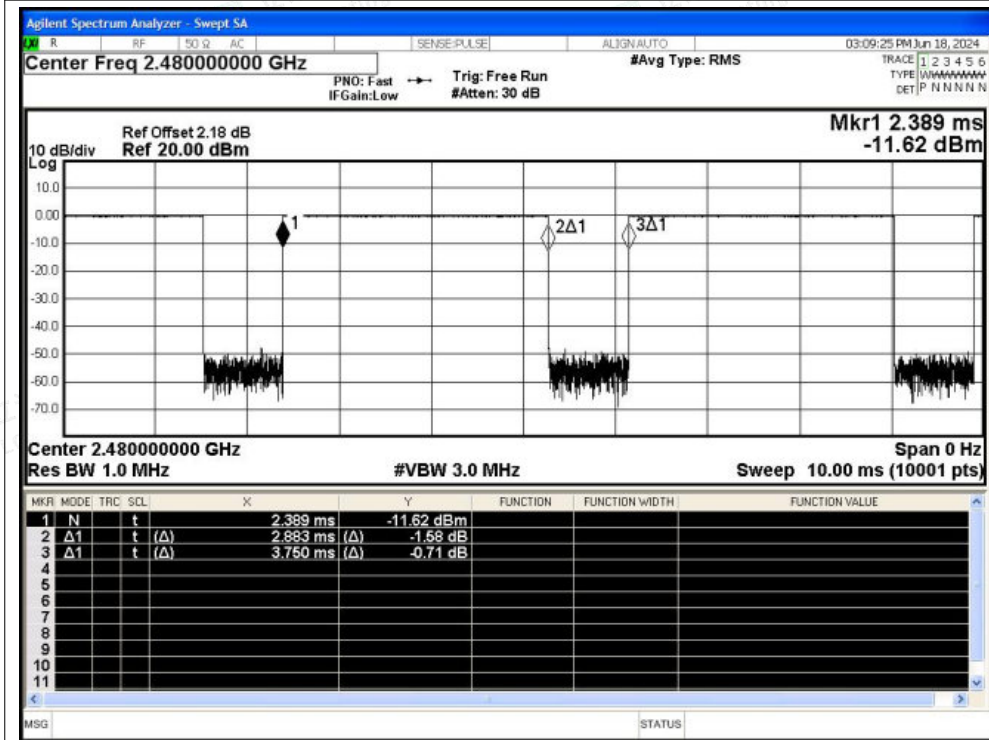 Agilent Spectrum Analyzer - Swept SA
LXI R RF 50 Ω AC SENSE:PULSE ALIGNAUTO 03:09:25 PM Jun 18, 2024
Center Freq 2.480000000 GHz #Avg Type: RMS TRACE 1 2 3 4 5 6
PNO: Fast Trig: Free Run TYPE
IFGain:Low #Atten: 30 dB DET P N N N N N
Mkr1 2.389 ms
Ref Offset 2.18 dB
10 dB/div Ref 20.00 dBm -11.62 dBm
Log
10.0
0.00
1 2Δ1 3Δ1
-10.0
-20.0
-30.0
-40.0
-50.0
-60.0
-70.0
Center 2.480000000 GHz Span 0 Hz
Res BW 1.0 MHz #VBW 3.0 MHz Sweep 10.00 ms (10001 pts)
MKR MODE TRC SCL X Y FUNCTION FUNCTION WIDTH FUNCTION VALUE
1 N t 2.389 ms -11.62 dBm
2 Δ1 t (Δ) 2.883 ms (Δ) -1.58 dB
3 Δ1 t (Δ) 3.750 ms (Δ) -0.71 dB
4
5
6
7
8
9
10
11
MSG STATUS